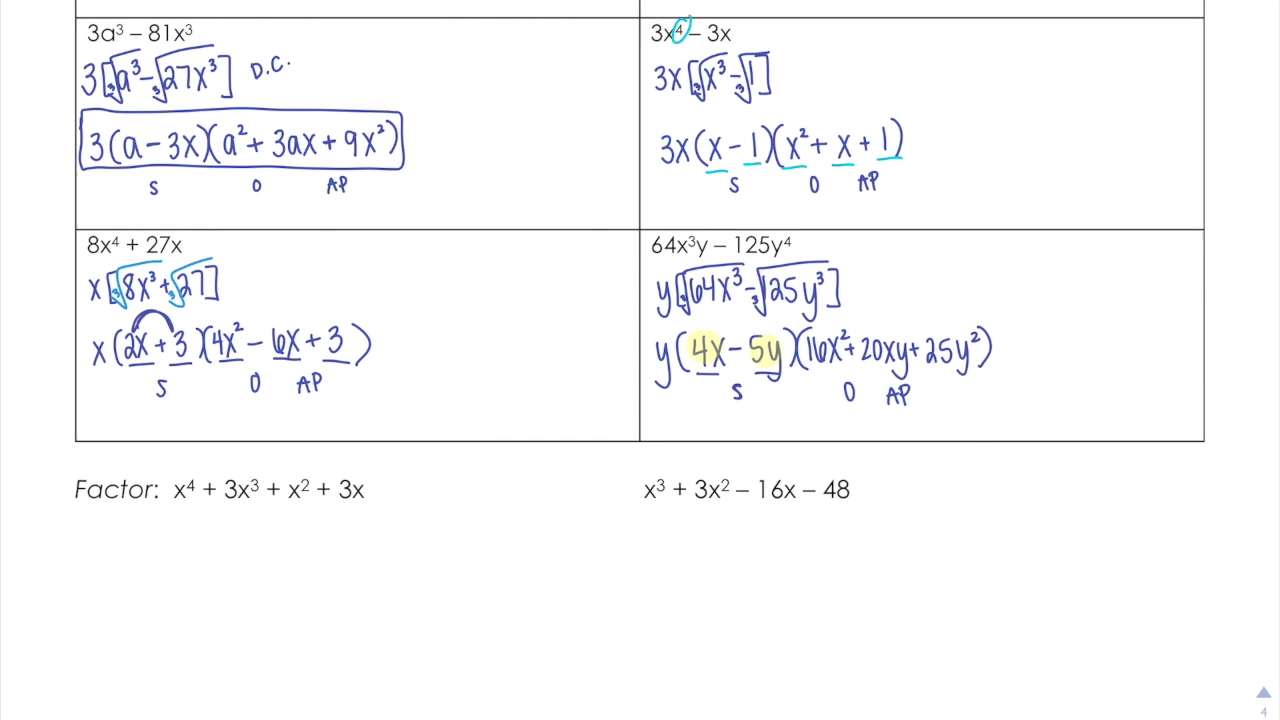 3a³ – 81x³
3[∛a³ – ∛27x³] D.C.
3(a – 3x)(a² + 3ax + 9x²)
S O AP
3x⁴ – 3x
3x[∛x³ – ∛1]
3x(x – 1)(x² + x + 1)
S O AP
8x⁴ + 27x
x[∛8x³ + ∛27]
x(2x + 3)(4x² – 6x + 3)
S O AP
64x³y – 125y⁴
y[∛64x³ – ∛125y³]
y(4x – 5y)(16x² + 20xy + 25y²)
S O AP
Factor: x⁴ + 3x³ + x² + 3x
x³ + 3x² – 16x – 48
4